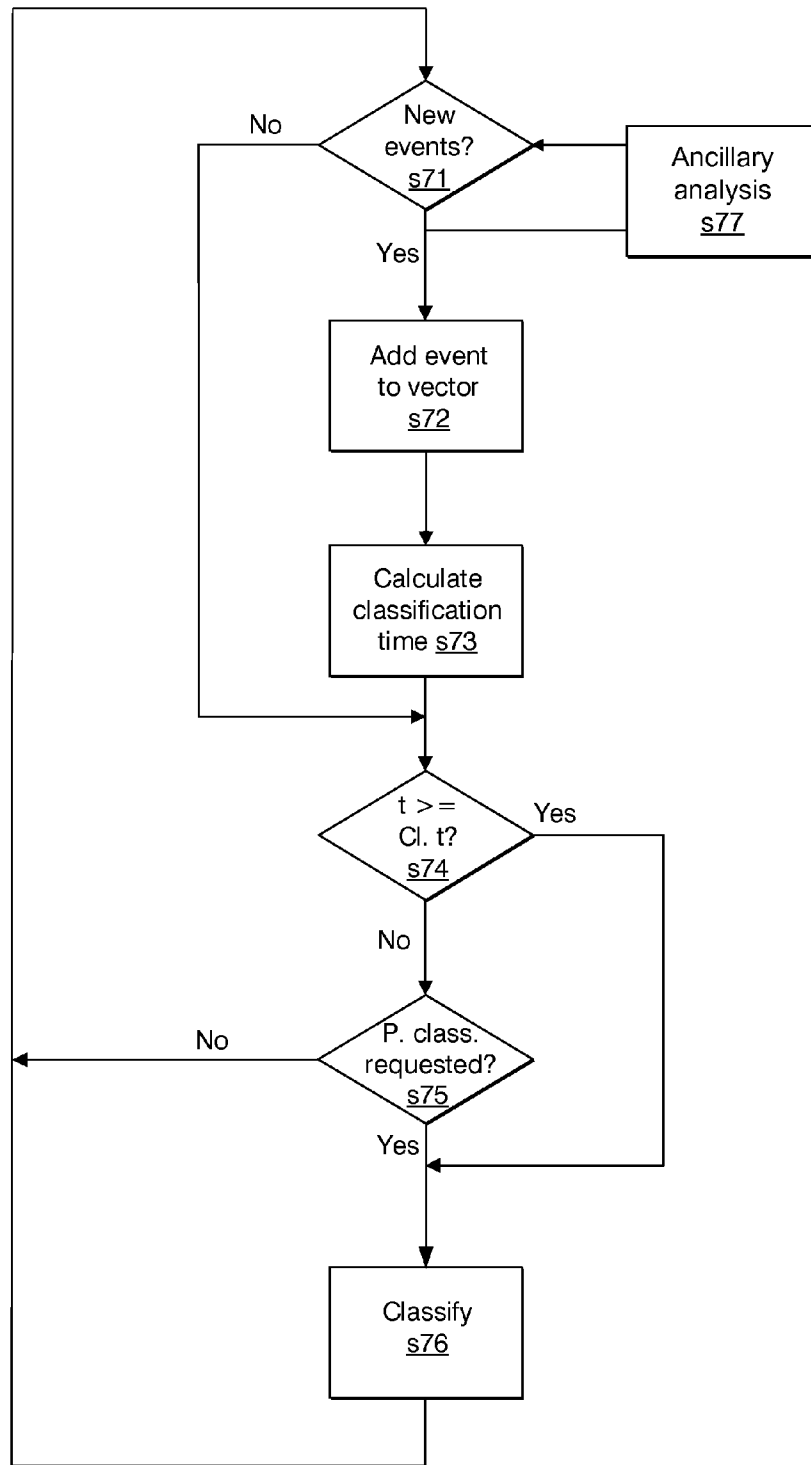 New
events?
s71
No
Ancillary
analysis
s77
Yes
Add event
to vector
s72
Calculate
classification
time s73
t >=
Cl. t?
s74
Yes
No
P. class.
requested?
s75
No
Yes
Classify
s76